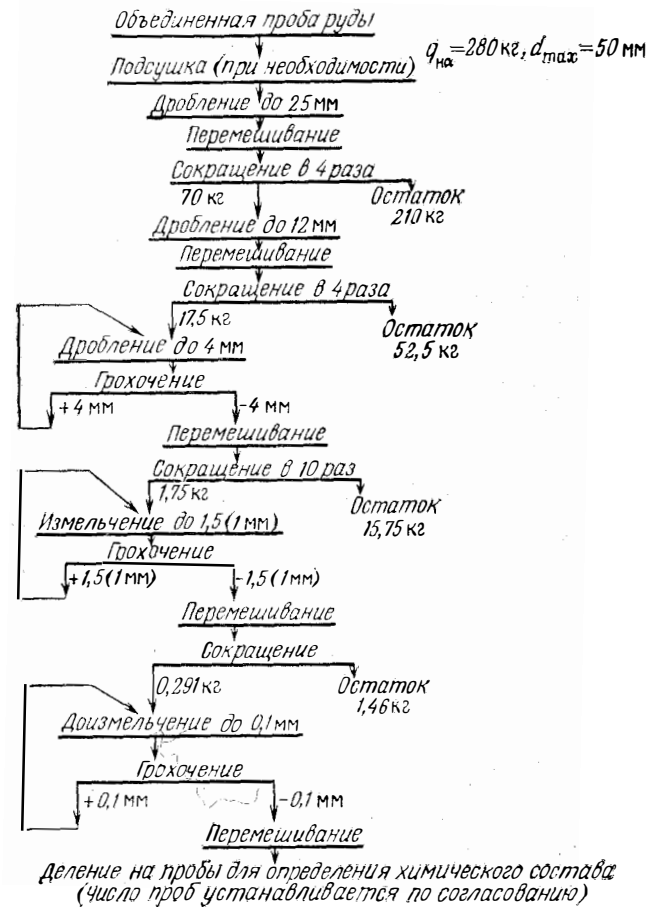 Объединенная проба руды
qна=280 кг, dmax=50 мм
Подсушка (при необходимости)
Дробление до 25 мм
Перемешивание
Сокращение в 4 раза
70 кг
Остаток
210 кг
Дробление до 12 мм
Перемешивание
Сокращение в 4 раза
17,5 кг
Остаток
52,5 кг
Дробление до 4 мм
Грохочение
+4 мм
-4 мм
Перемешивание
Сокращение в 10 раз
1,75 кг
Остаток
15,75 кг
Измельчение до 1,5 (1 мм)
Грохочение
+1,5 (1 мм)
-1,5 (1 мм)
Перемешивание
Сокращение
0,291 кг
Остаток
1,46 кг
Доизмельчение до 0,1 мм
Грохочение
+0,1 мм
-0,1 мм
Перемешивание
Деление на пробы для определения химического состава
(число проб устанавливается по согласованию)